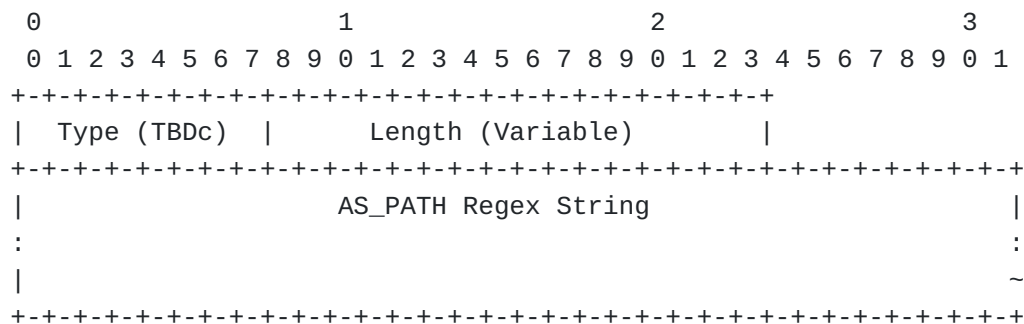 0                   1                   2                   3
 0 1 2 3 4 5 6 7 8 9 0 1 2 3 4 5 6 7 8 9 0 1 2 3 4 5 6 7 8 9 0 1
+-+-+-+-+-+-+-+-+-+-+-+-+-+-+-+-+-+-+-+-+-+-+-+-+
|  Type (TBDc)  |      Length (Variable)        |
+-+-+-+-+-+-+-+-+-+-+-+-+-+-+-+-+-+-+-+-+-+-+-+-+-+-+-+-+-+-+-+-+
|                    AS_PATH Regex String                       |
:                                                               :
|                                                               ~
+-+-+-+-+-+-+-+-+-+-+-+-+-+-+-+-+-+-+-+-+-+-+-+-+-+-+-+-+-+-+-+-+